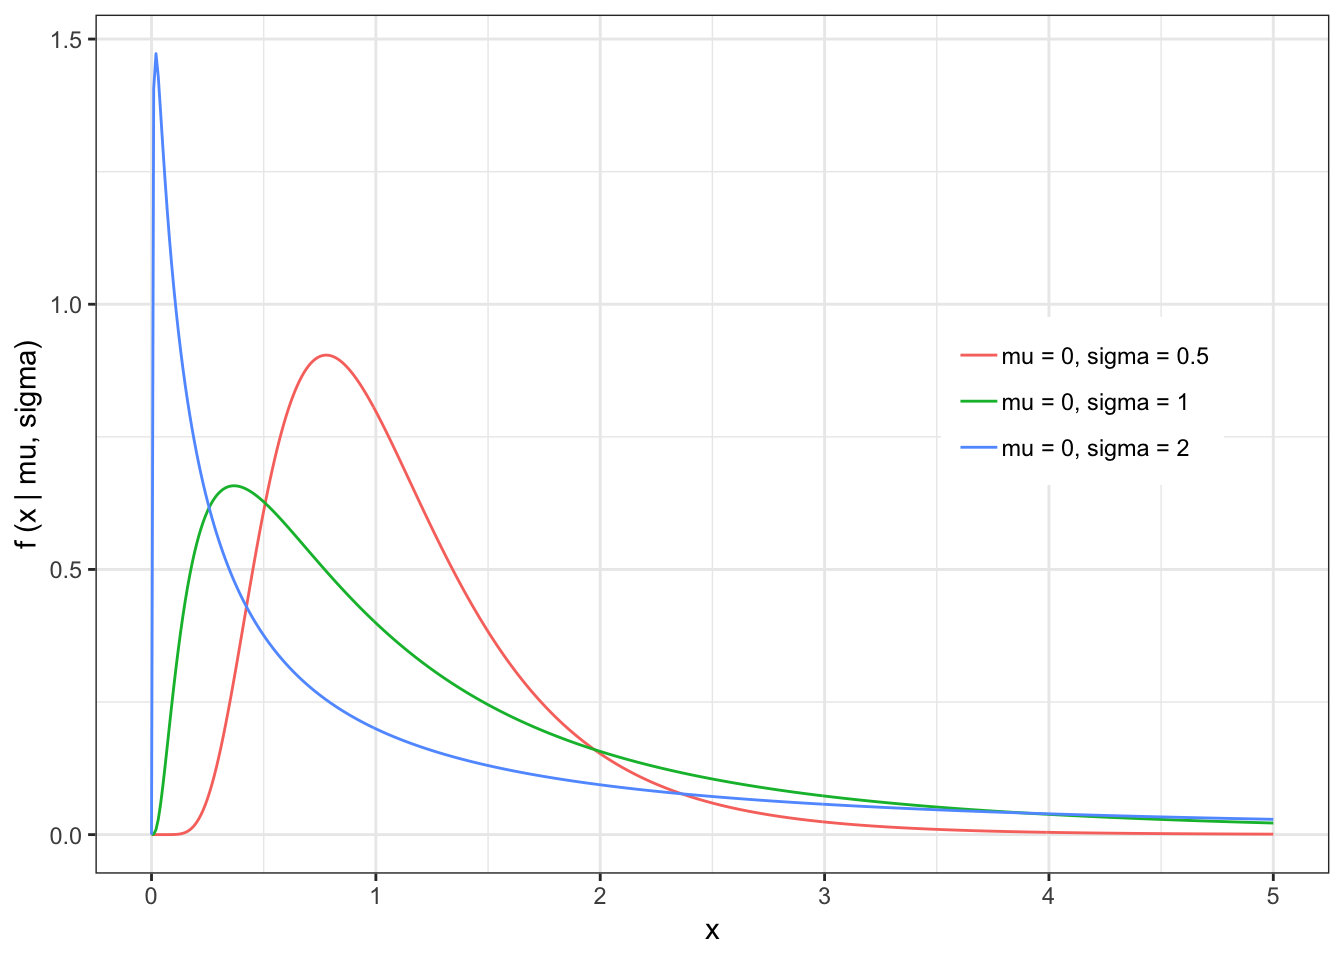 1.5
1.0
0.5
0.0
f (x | mu, sigma)
mu = 0, sigma = 0.5
mu = 0, sigma = 1
mu = 0, sigma = 2
0 1 2 3 4 5
x